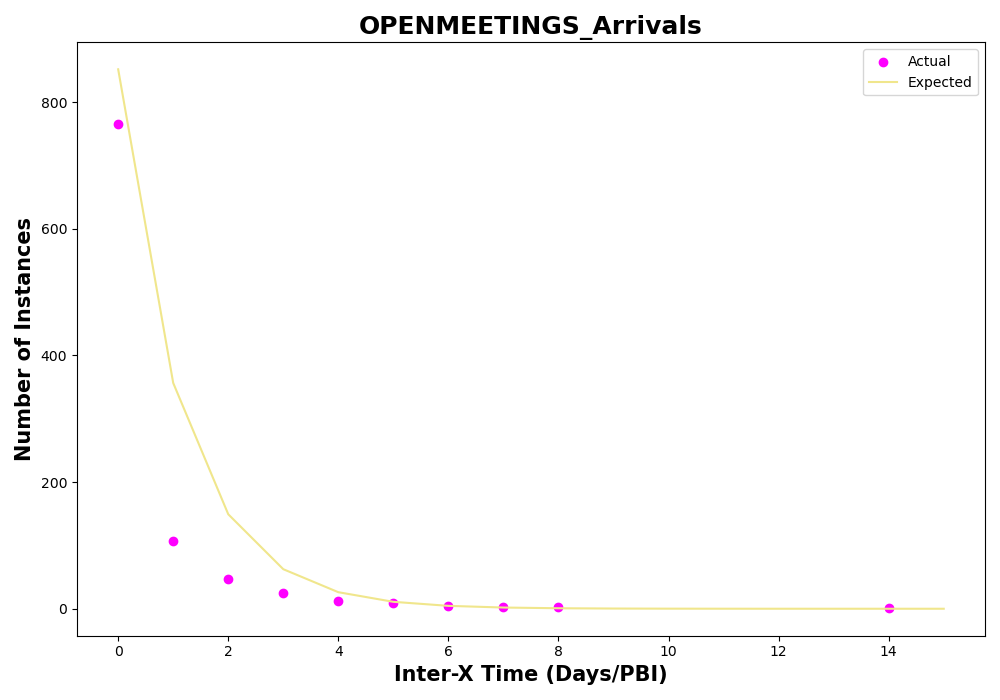 OPENMEETINGS_Arrivals
Actual
Expected
Number of Instances
800
600
400
200
0
0 2 4 6 8 10 12 14
Inter-X Time (Days/PBI)